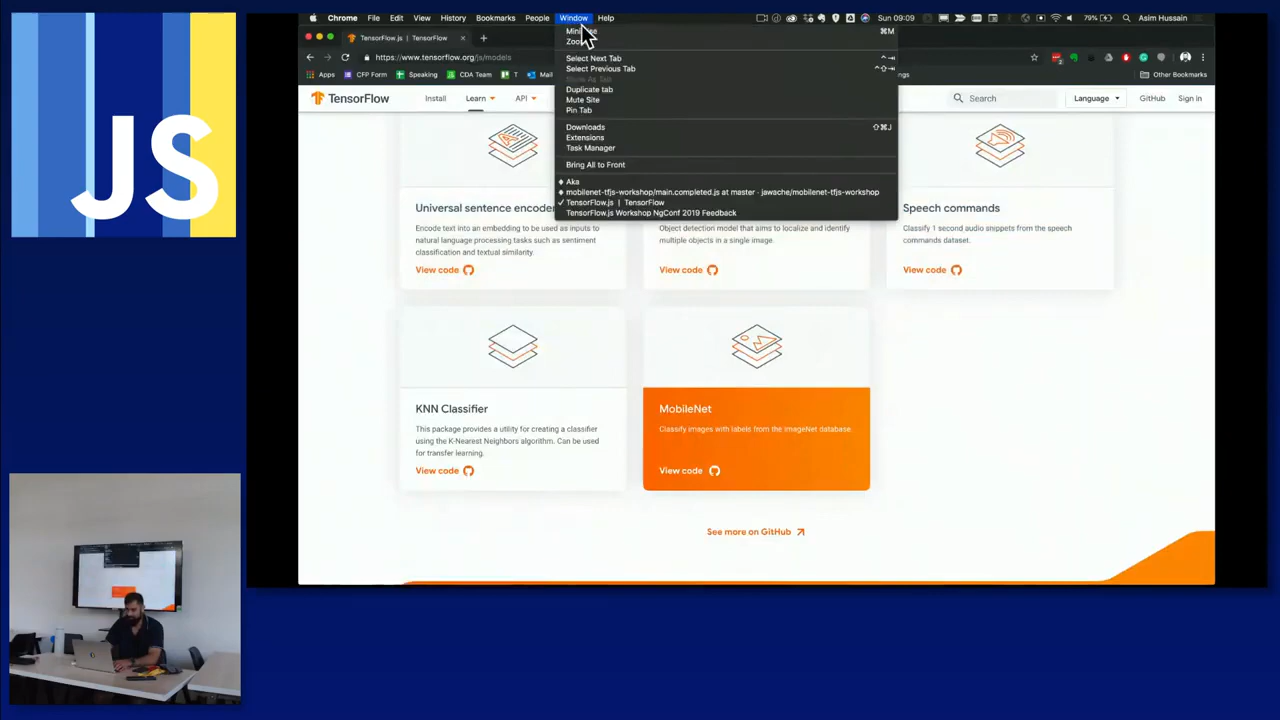 JS
Chrome File Edit View History Bookmarks People Window Help
79% Sun 09:09 Asim Hussain
TensorFlow.js | TensorFlow
https://www.tensorflow.org/js/models
Apps CFP Form Speaking CDA Team T Mail
Other Bookmarks
Minimise ⌘M
Zoom
Select Next Tab
Select Previous Tab
Duplicate tab
Mute Site
Pin Tab
Downloads ⇧⌘J
Extensions
Task Manager
Bring All to Front
Aka
mobilenet-tfjs-workshop/main.completed.js at master · jawache/mobilenet-tfjs-workshop
✓ TensorFlow.js | TensorFlow
TensorFlow.js Workshop NgConf 2019 Feedback
TensorFlow Install Learn API Search Language GitHub Sign in
Universal sentence encoder
Encode text into an embedding to be used as inputs to
natural language processing tasks such as sentiment
classification and textual similarity.
View code
Object detection model that aims to localize and identify
multiple objects in a single image.
View code
Speech commands
Classify 1 second audio snippets from the speech
commands dataset.
View code
KNN Classifier
This package provides a utility for creating a classifier
using the K-Nearest Neighbors algorithm. Can be used
for transfer learning.
View code
MobileNet
Classify images with labels from the ImageNet database.
View code
See more on GitHub